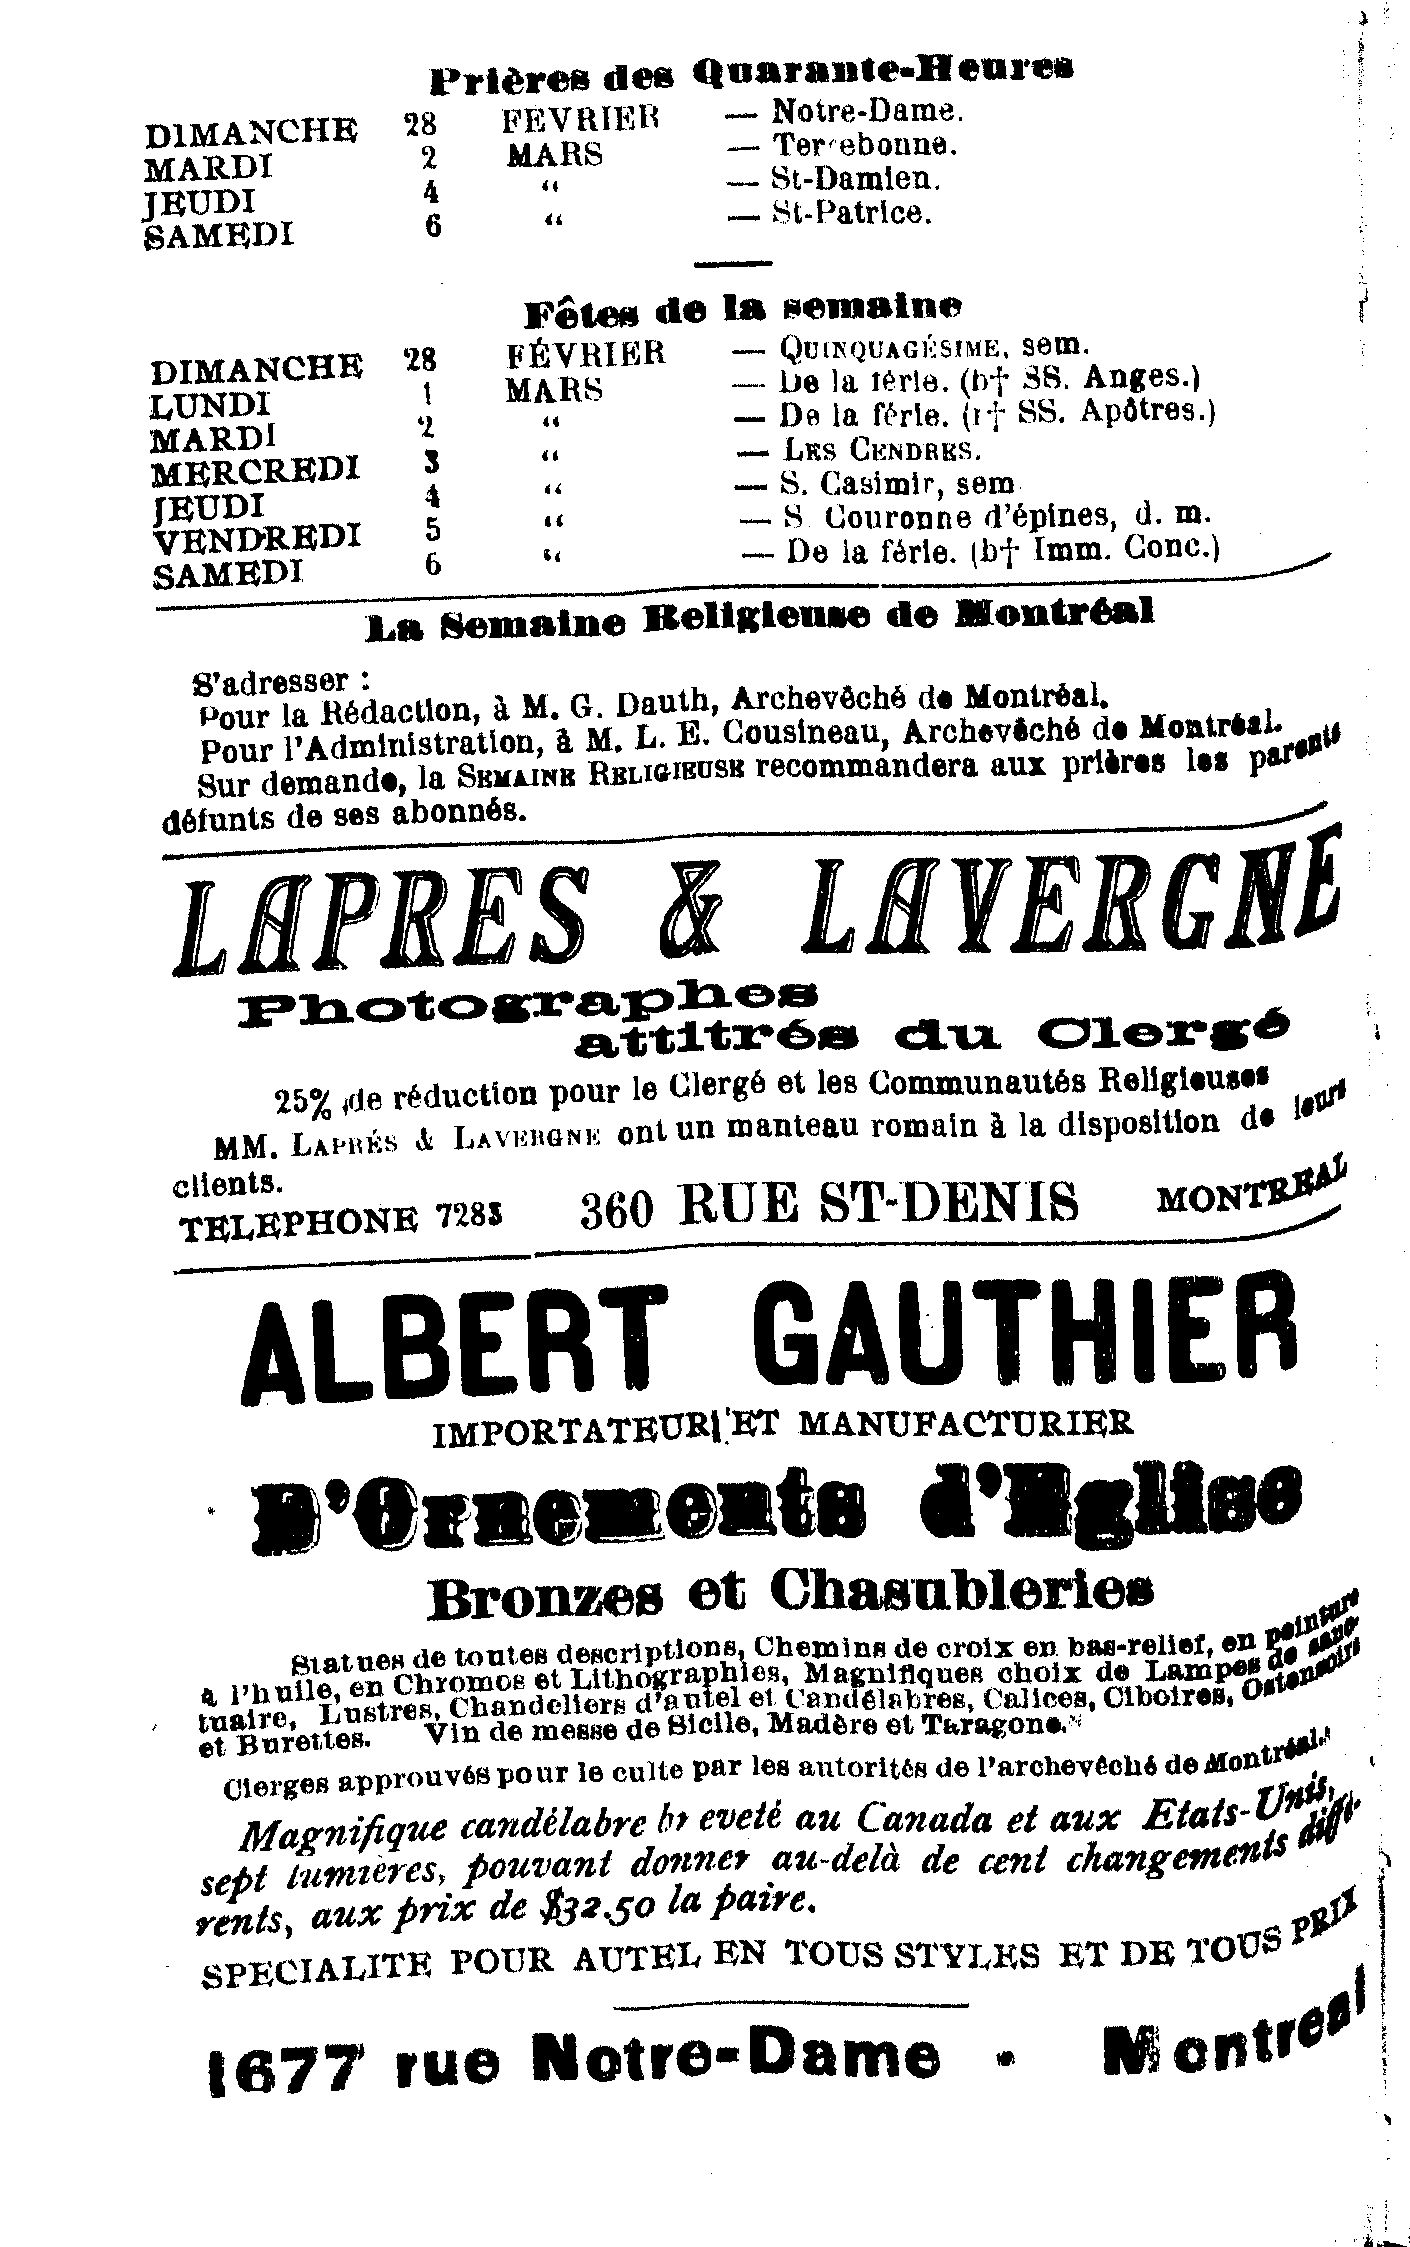 Prières des Quarante-Heures
DIMANCHE 28 FEVRIER — Notre-Dame.
MARDI 2 MARS — Terrebonne.
JEUDI 4 “ — St-Damien.
SAMEDI 6 “ — St-Patrice.
Fêtes de la semaine
DIMANCHE 28 FÉVRIER — QUINQUAGÉSIME, sem.
LUNDI 1 MARS — De la férie. (b† SS. Anges.)
MARDI 2 “ — De la férie. (r† SS. Apôtres.)
MERCREDI 3 “ — LES CENDRES.
JEUDI 4 “ — S. Casimir, sem
VENDREDI 5 “ — S Couronne d'épines, d. m.
SAMEDI 6 “ — De la férie. (b† Imm. Conc.)
La Semaine Religieuse de Montréal
S'adresser :
Pour la Rédaction, à M. G. Dauth, Archevêché de Montréal.
Pour l'Administration, à M. L. E. Cousineau, Archevêché de Montréal.
Sur demande, la SEMAINE RELIGIEUSE recommandera aux prières les parents
défunts de ses abonnés.
LAPRES & LAVERGNE
Photographes
attitrés du Clergé
25% de réduction pour le Clergé et les Communautés Religieuses
MM. LAPRÉS & LAVERGNE ont un manteau romain à la disposition de leurs
clients.
TELEPHONE 7283 360 RUE ST-DENIS MONTREAL
ALBERT GAUTHIER
IMPORTATEUR ET MANUFACTURIER
D'Ornements d'Eglise
Bronzes et Chasubleries
Statues de toutes descriptions, Chemins de croix en bas-relief, en peinture
à l'huile, en Chromos et Lithographies, Magnifiques choix de Lampes de sanc-
tuaire, Lustres, Chandeliers d'autel et Candélabres, Calices, Ciboires, Ostensoirs
et Burettes. Vin de messe de Sicile, Madère et Taragone.
Cierges approuvés pour le culte par les autorités de l'archevêché de Montréal.
Magnifique candélabre breveté au Canada et aux Etats-Unis,
sept lumières, pouvant donner au-delà de cent changements diffé-
rents, aux prix de $32.50 la paire.
SPECIALITE POUR AUTEL EN TOUS STYLES ET DE TOUS PRIX
1677 rue Notre-Dame - Montreal